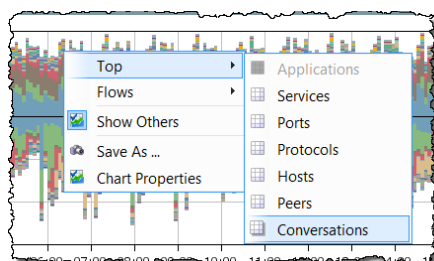 Top
Flows
Show Others
Save As ...
Chart Properties
Applications
Services
Ports
Protocols
Hosts
Peers
Conversations